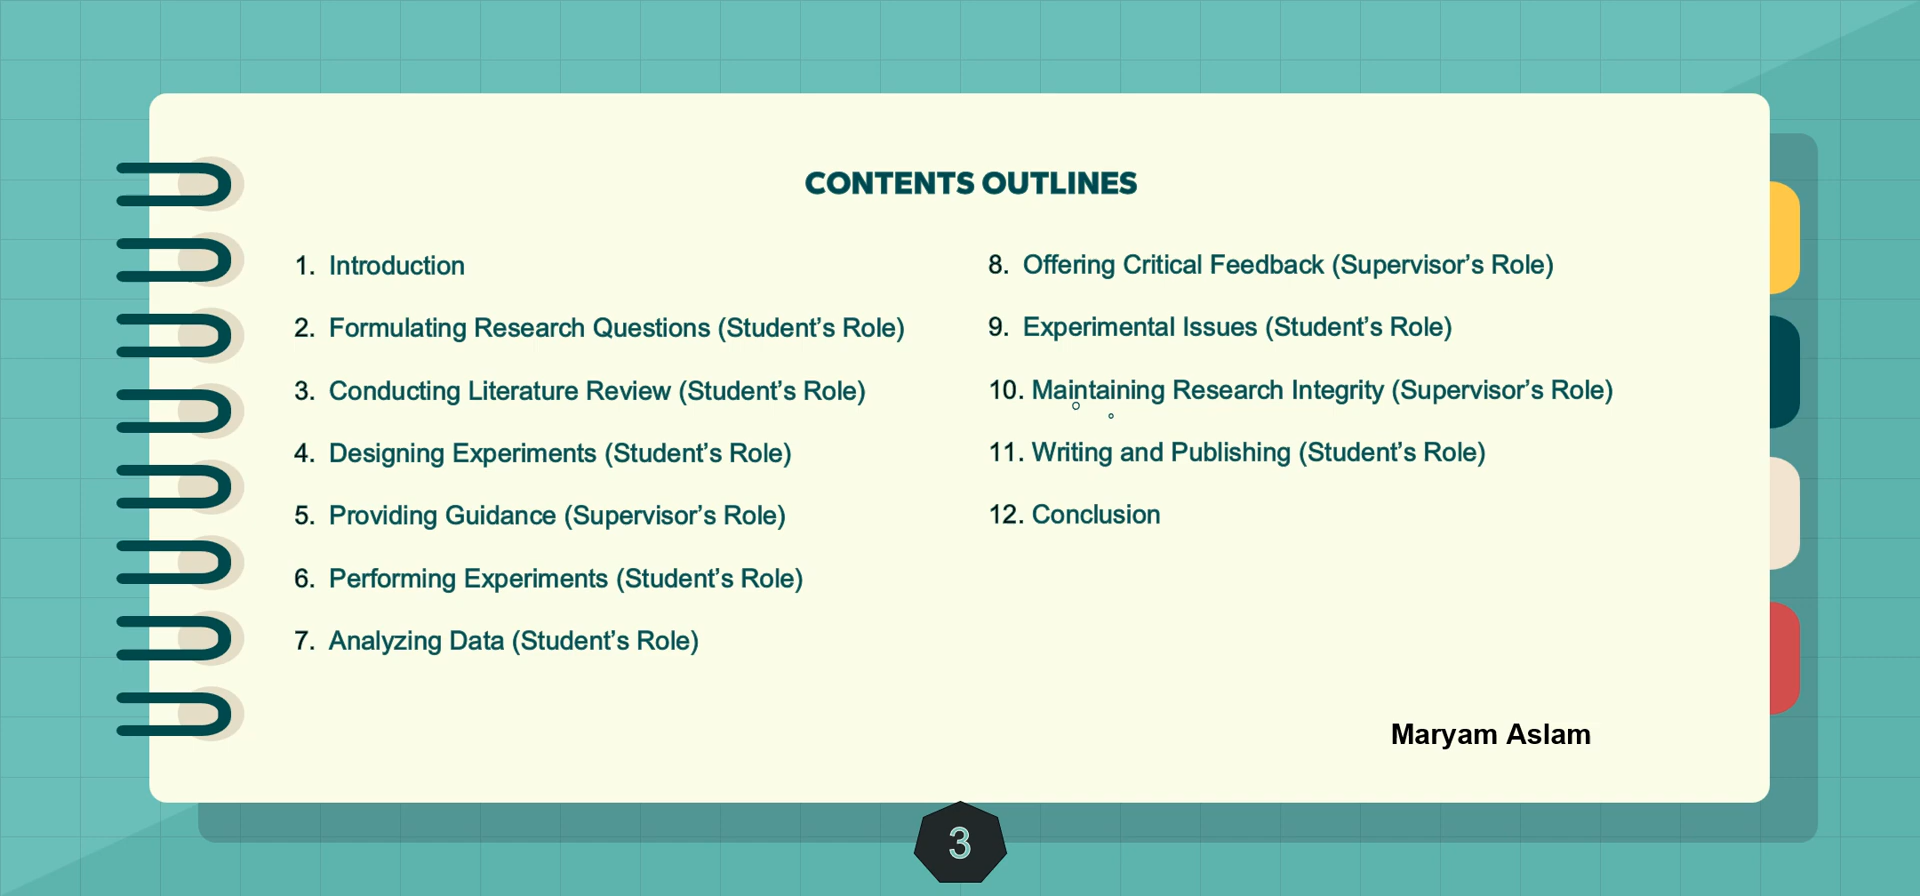 CONTENTS OUTLINES
1. Introduction
2. Formulating Research Questions (Student’s Role)
3. Conducting Literature Review (Student’s Role)
4. Designing Experiments (Student’s Role)
5. Providing Guidance (Supervisor’s Role)
6. Performing Experiments (Student’s Role)
7. Analyzing Data (Student’s Role)
8. Offering Critical Feedback (Supervisor’s Role)
9. Experimental Issues (Student’s Role)
10. Maintaining Research Integrity (Supervisor’s Role)
11. Writing and Publishing (Student’s Role)
12. Conclusion
Maryam Aslam
3